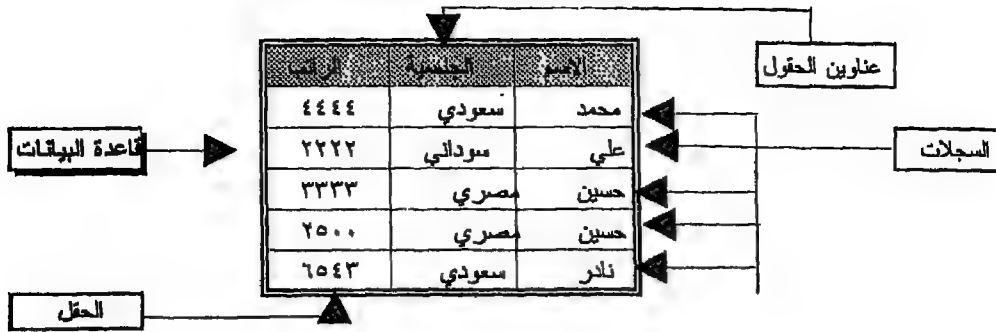 عناوين الحقول
الاسم الجنسية الراتب
محمد سعودي ٤٤٤٤
علي سوداني ٢٢٢٢
حسين مصري ٣٣٣٣
حسين مصري ٢٥٠٠
نادر سعودي ٦٥٤٣
السجلات
قاعدة البيانات
الحقل